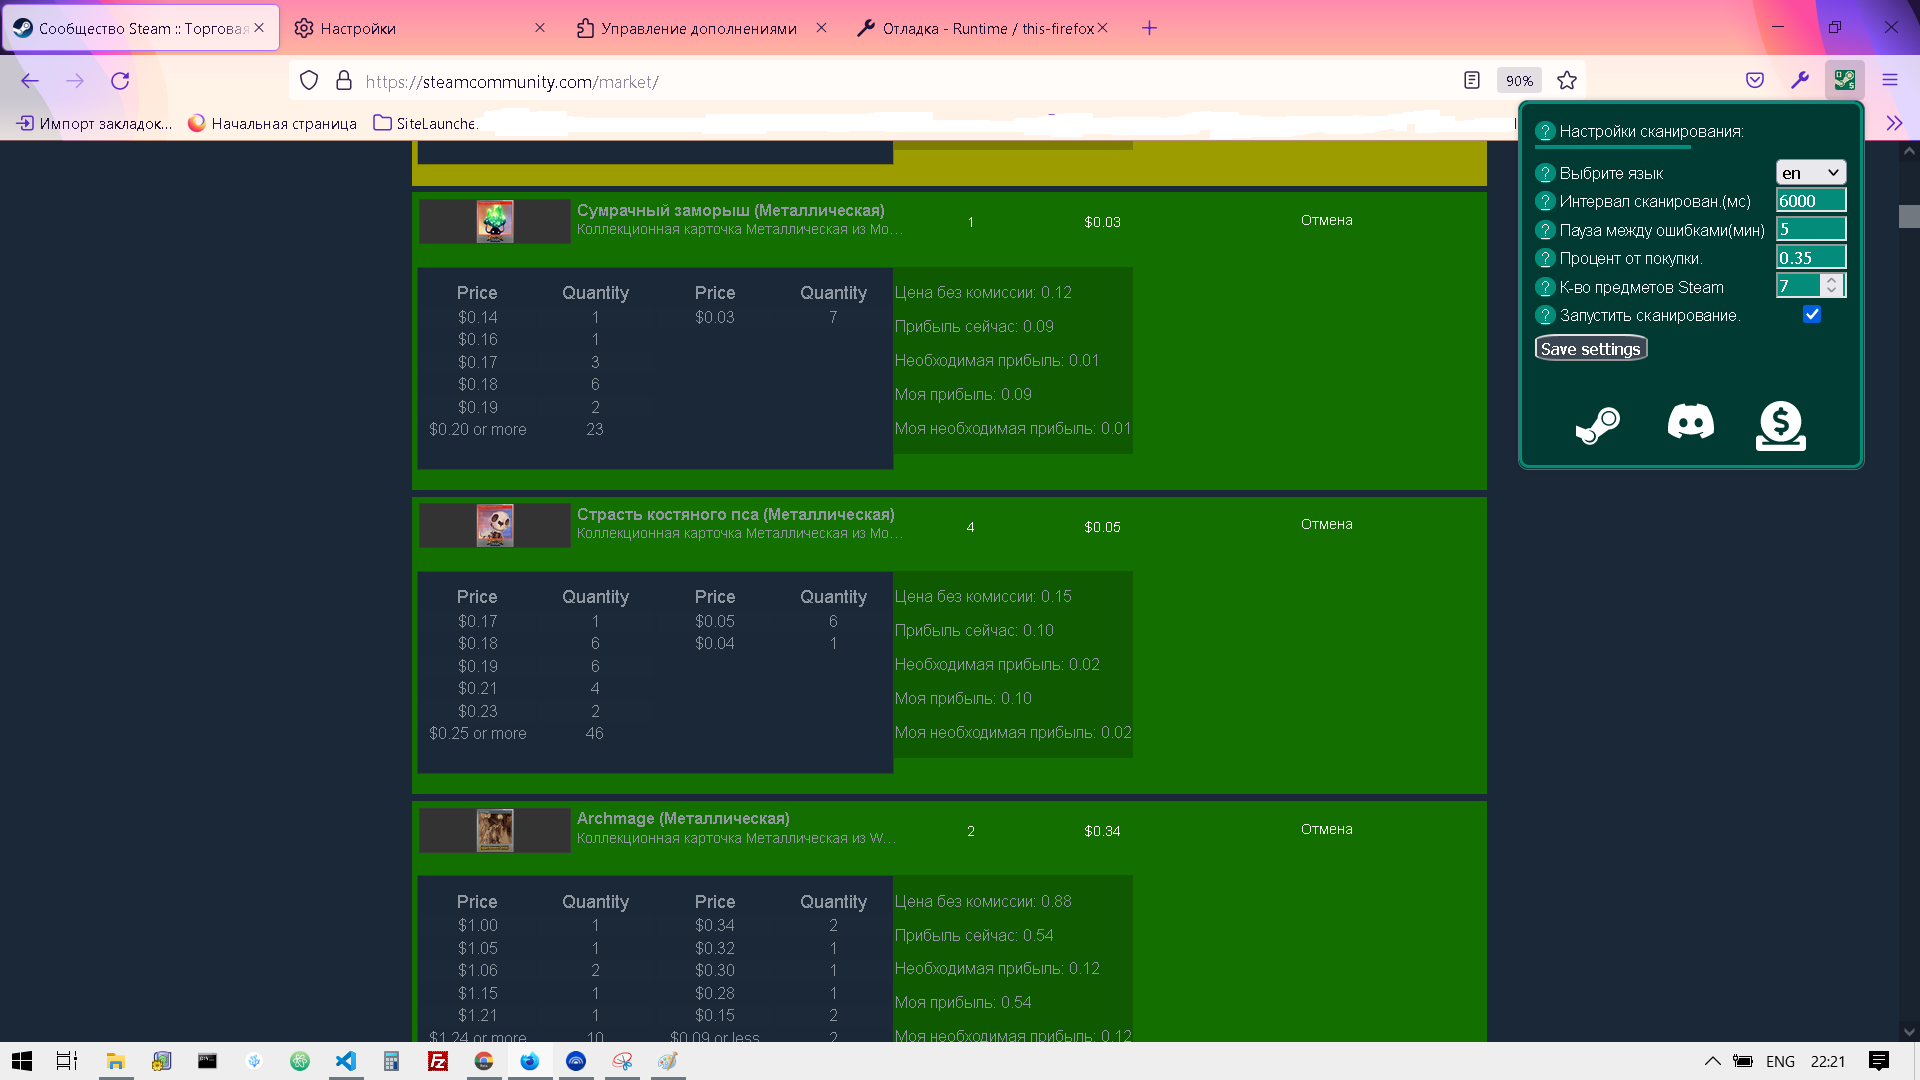 Сообщество Steam :: Торговая
Настройки
Управление дополнениями
Отладка - Runtime / this-firefox
https://steamcommunity.com/market/
90%
Импорт закладок...
Начальная страница
SiteLaunche
? Настройки сканирования:
? Выбрите язык en
? Интервал сканирован.(мс) 6000
? Пауза между ошибками(мин) 5
? Процент от покупки. 0.35
? К-во предметов Steam 7
? Запустить сканирование.
Save settings
Сумрачный заморыш (Металлическая)
Коллекционная карточка Металлическая из Mo...
1 $0.03 Отмена
Price Quantity Price Quantity
$0.14 1 $0.03 7
$0.16 1
$0.17 3
$0.18 6
$0.19 2
$0.20 or more 23
Цена без комиссии: 0.12
Прибыль сейчас: 0.09
Необходимая прибыль: 0.01
Моя прибыль: 0.09
Моя необходимая прибыль: 0.01
Страсть костяного пса (Металлическая)
Коллекционная карточка Металлическая из Mo...
4 $0.05 Отмена
Price Quantity Price Quantity
$0.17 1 $0.05 6
$0.18 6 $0.04 1
$0.19 6
$0.21 4
$0.23 2
$0.25 or more 46
Цена без комиссии: 0.15
Прибыль сейчас: 0.10
Необходимая прибыль: 0.02
Моя прибыль: 0.10
Моя необходимая прибыль: 0.02
Archmage (Металлическая)
Коллекционная карточка Металлическая из W...
2 $0.34 Отмена
Price Quantity Price Quantity
$1.00 1 $0.34 2
$1.05 1 $0.32 1
$1.06 2 $0.30 1
$1.15 1 $0.28 1
$1.21 1 $0.15 2
$1.24 or more 10 $0.09 or less 2
Цена без комиссии: 0.88
Прибыль сейчас: 0.54
Необходимая прибыль: 0.12
Моя прибыль: 0.54
Моя необходимая прибыль: 0.12
ENG 22:21